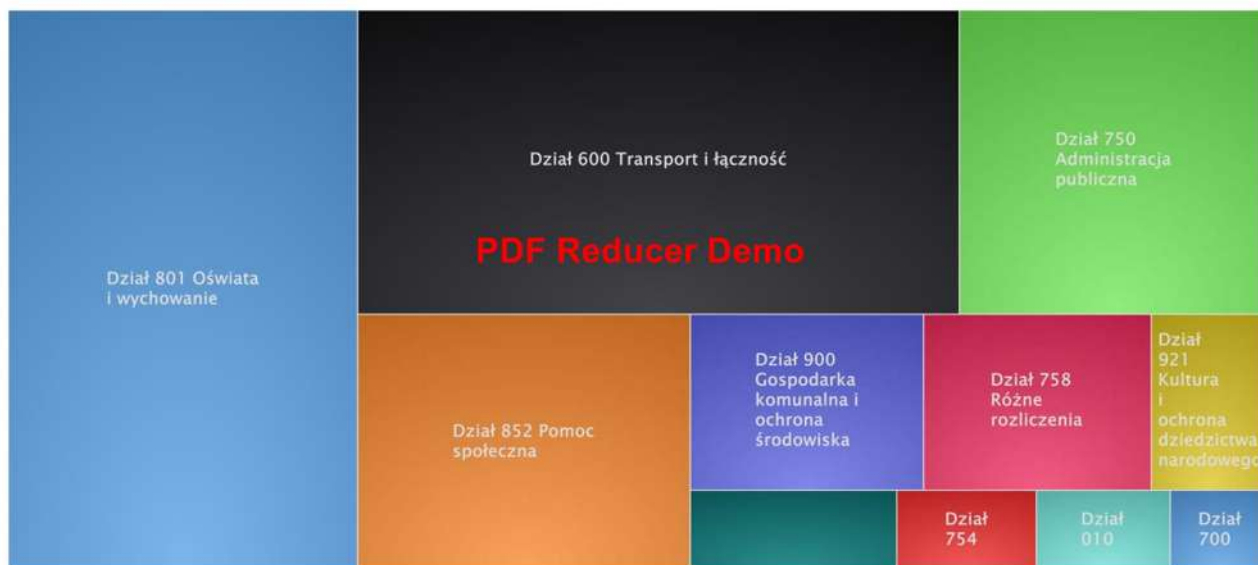 Dział 801 Oświata
i wychowanie
Dział 600 Transport i łączność
PDF Reducer Demo
Dział 750
Administracja
publiczna
Dział 852 Pomoc
społeczna
Dział 900
Gospodarka
komunalna i
ochrona
środowiska
Dział 758
Różne
rozliczenia
Dział
921
Kultura
i
ochrona
dziedzictwa
narodowego
Dział
754
Dział
010
Dział
700